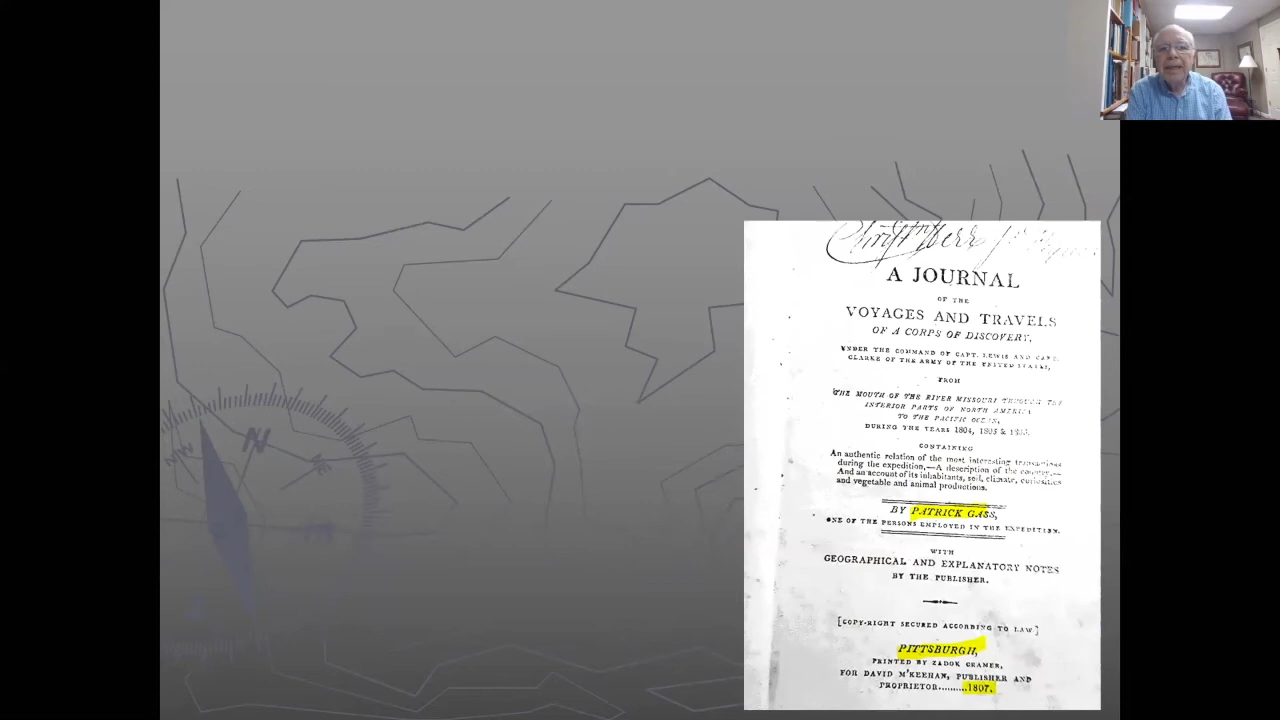 A JOURNAL
OF THE
VOYAGES AND TRAVELS
OF A CORPS OF DISCOVERY,
UNDER THE COMMAND OF CAPT. LEWIS AND CAPT.
CLARKE OF THE ARMY OF THE UNITED STATES,
FROM
THE MOUTH OF THE RIVER MISSOURI THROUGH THE
INTERIOR PARTS OF NORTH AMERICA
TO THE PACIFIC OCEAN,
DURING THE YEARS 1804, 1805 & 1806.
CONTAINING
An authentic relation of the most interesting transactions
during the expedition,—A description of the country,—
And an account of its inhabitants, soil, climate, curiosities
and vegetable and animal productions.
BY PATRICK GASS,
ONE OF THE PERSONS EMPLOYED IN THE EXPEDITION.
WITH
GEOGRAPHICAL AND EXPLANATORY NOTES
BY THE PUBLISHER.
[COPY-RIGHT SECURED ACCORDING TO LAW]
PITTSBURGH,
PRINTED BY ZADOK CRAMER,
FOR DAVID M'KEEHAN, PUBLISHER AND
PROPRIETOR.........1807.
NW
N
NE